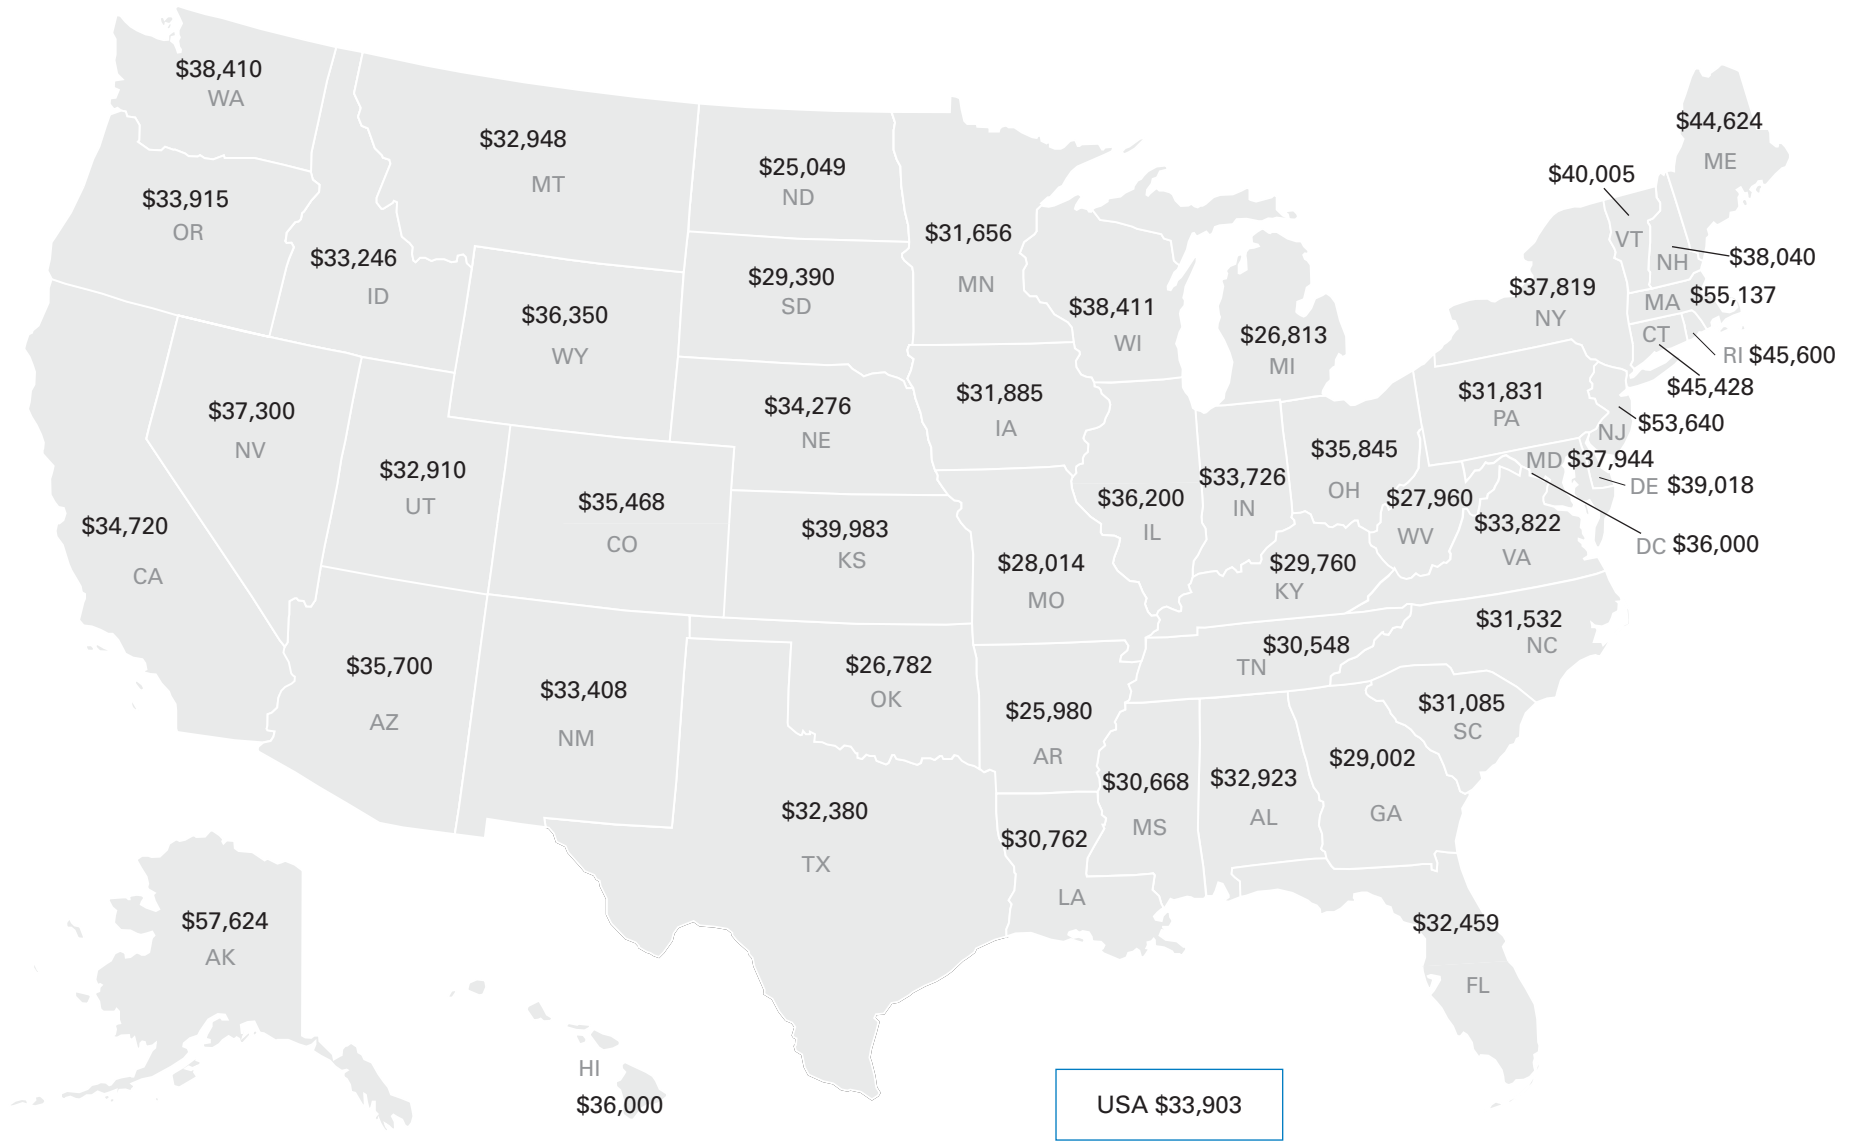 $38,410
WA
$44,624
ME
$32,948
MT
$25,049
ND
$40,005
VT
$33,915
OR
$31,656
MN
$38,040
NH
$33,246
ID
$29,390
SD
$37,819
NY
MA $55,137
$36,350
WY
$38,411
WI
$26,813
MI
CT
$45,428
RI $45,600
$37,300
NV
$34,276
NE
$31,885
IA
$31,831
PA
NJ
$53,640
$32,910
UT
$35,845
OH
MD $37,944
DE $39,018
$35,468
CO
$39,983
KS
$36,200
IL
$33,726
IN
$27,960
WV
$33,822
VA
DC $36,000
$34,720
CA
$28,014
MO
$29,760
KY
$31,532
NC
$30,548
TN
$35,700
AZ
$33,408
NM
$26,782
OK
$25,980
AR
$31,085
SC
$30,668
MS
$32,923
AL
$29,002
GA
$32,380
TX
$30,762
LA
$57,624
AK
$32,459
FL
HI
$36,000
USA $33,903